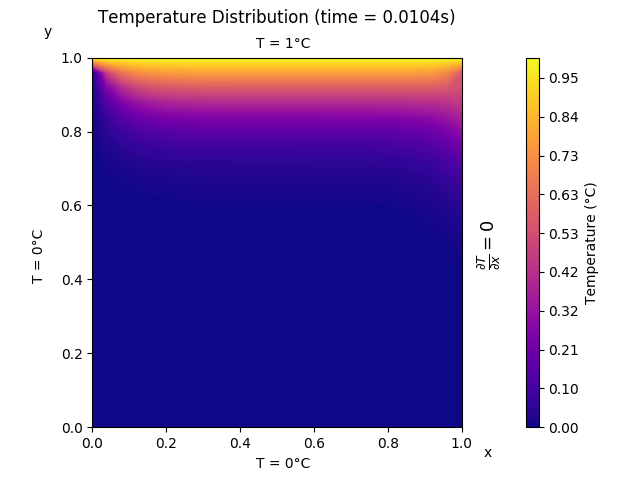 Temperature Distribution (time = 0.0104s)
y
T = 1°C
1.0
0.8
0.6
0.4
0.2
0.0
T = 0°C
0.0 0.2 0.4 0.6 0.8 1.0
x
T = 0°C
∂T/∂x = 0
0.95
0.84
0.73
0.63
0.53
0.42
0.32
0.21
0.10
0.00
Temperature (°C)